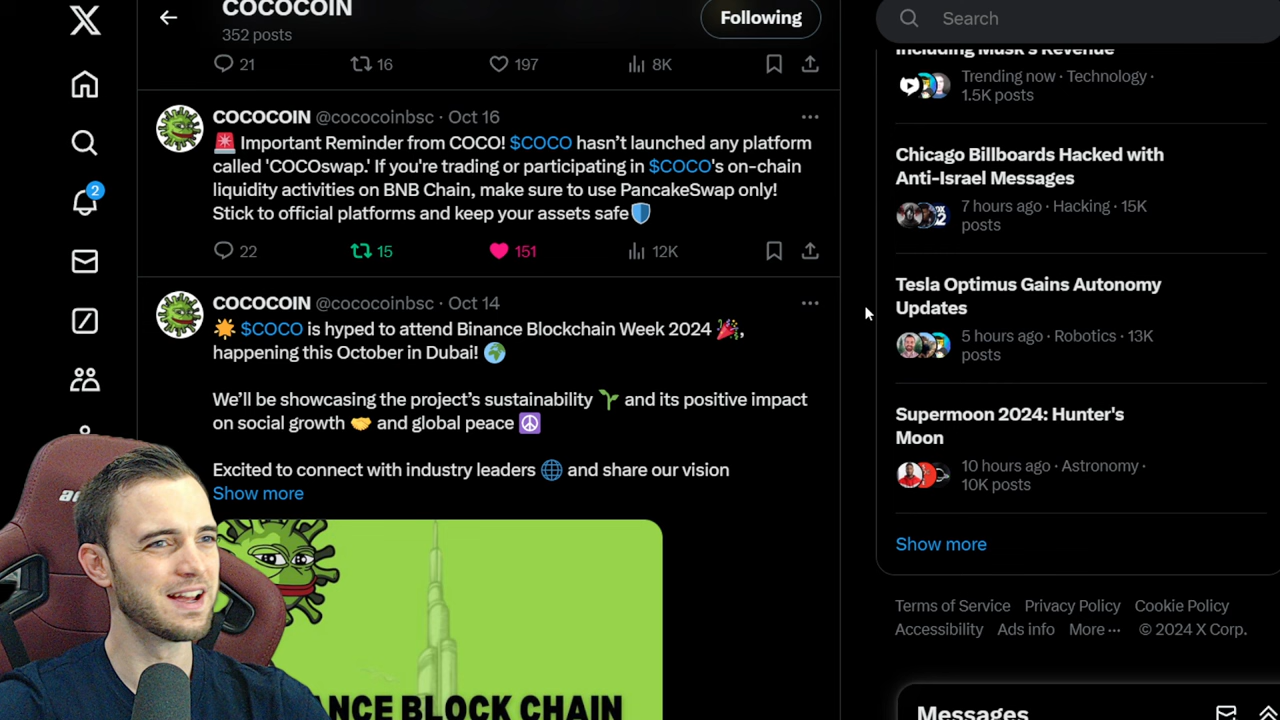 COCOCOIN
352 posts
Following
Search
21 16 197 8K
COCOCOIN @cococoinbsc · Oct 16
🚨 Important Reminder from COCO! $COCO hasn’t launched any platform
called 'COCOswap.' If you're trading or participating in $COCO's on-chain
liquidity activities on BNB Chain, make sure to use PancakeSwap only!
Stick to official platforms and keep your assets safe🛡️
22 15 151 12K
COCOCOIN @cococoinbsc · Oct 14
☀️ $COCO is hyped to attend Binance Blockchain Week 2024 🎉,
happening this October in Dubai! 🌍
We’ll be showcasing the project’s sustainability 🌱 and its positive impact
on social growth 🤝 and global peace ☮️
Excited to connect with industry leaders 🌐 and share our vision
Show more
ANCE BLOCK CHAIN
2
Including Musk's Revenue
Trending now · Technology ·
1.5K posts
Chicago Billboards Hacked with
Anti-Israel Messages
7 hours ago · Hacking · 15K
posts
Tesla Optimus Gains Autonomy
Updates
5 hours ago · Robotics · 13K
posts
Supermoon 2024: Hunter's
Moon
10 hours ago · Astronomy ·
10K posts
Show more
Terms of Service Privacy Policy Cookie Policy
Accessibility Ads info More ··· © 2024 X Corp.
Messages